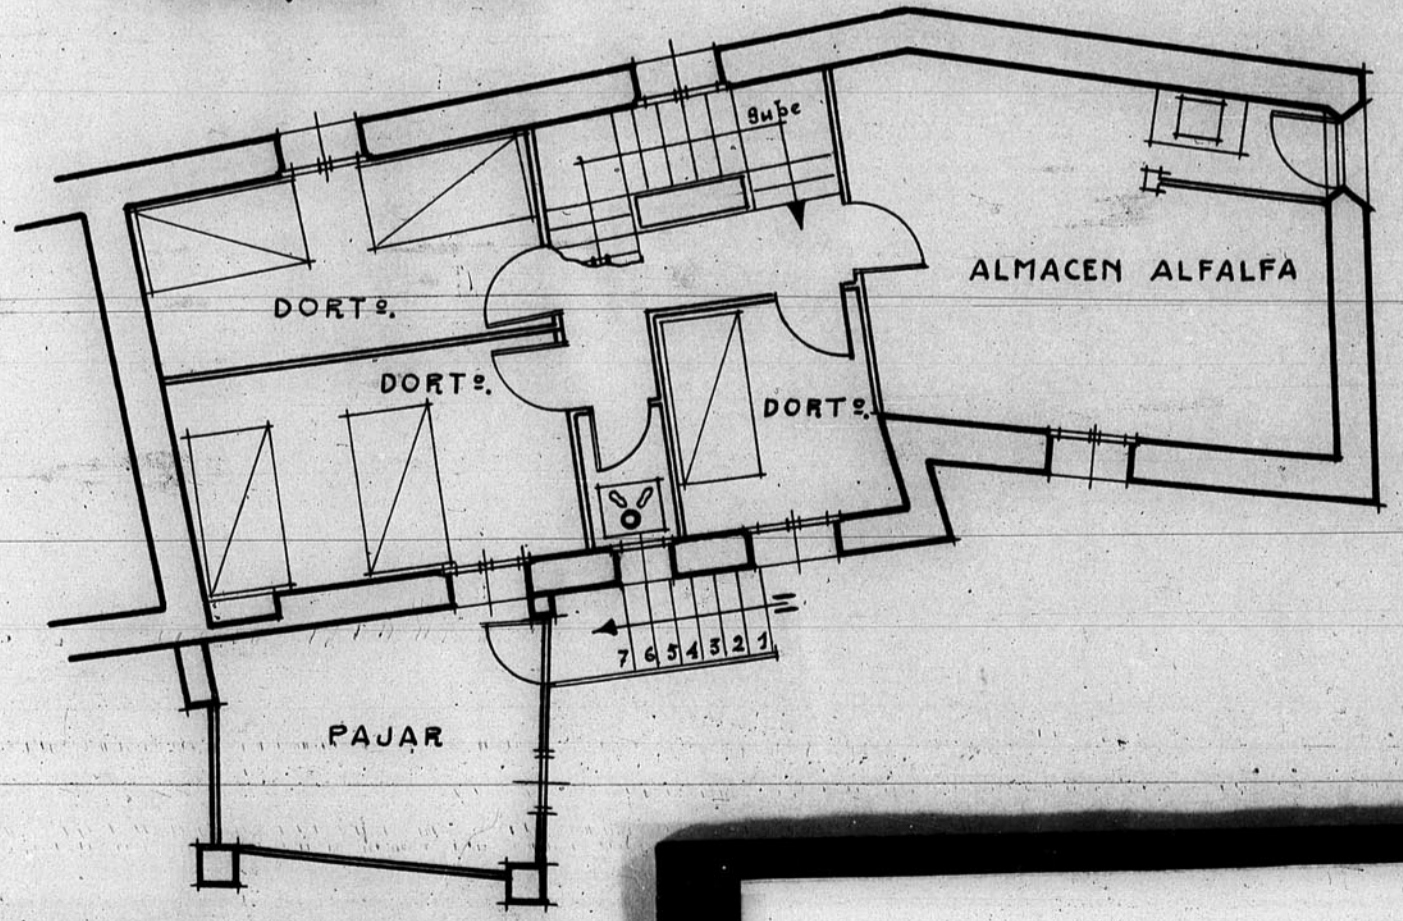 sube
ALMACEN ALFALFA
DORTº.
DORTº.
DORTº.
7 6 5 4 3 2 1
PAJAR